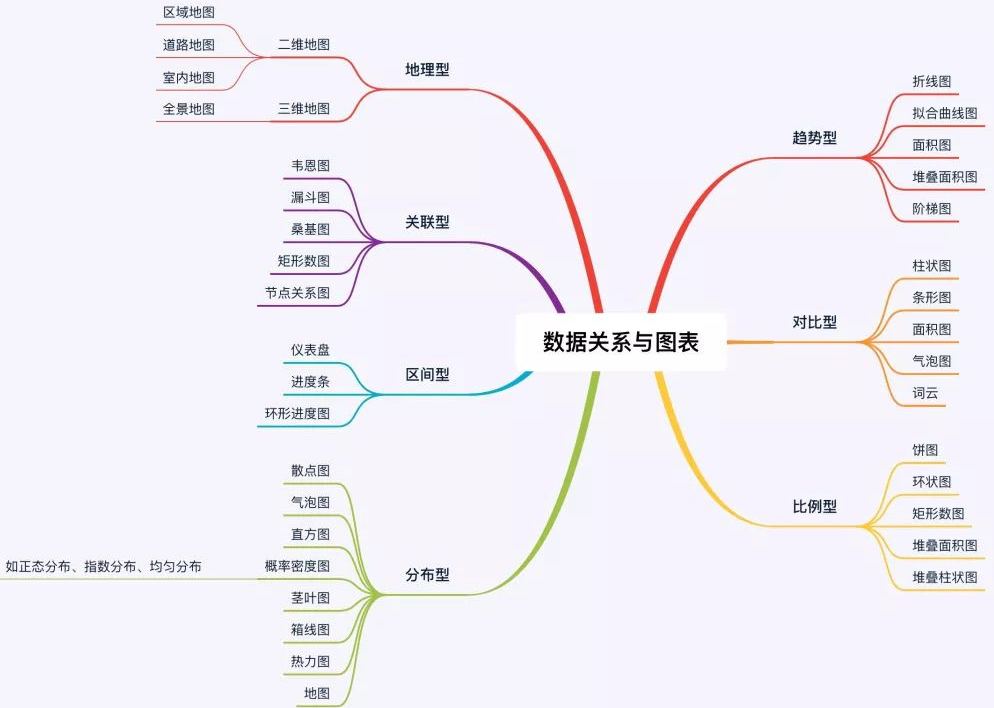 数据关系与图表
趋势型
折线图
拟合曲线图
面积图
堆叠面积图
阶梯图
对比型
柱状图
条形图
面积图
气泡图
词云
比例型
饼图
环状图
矩形数图
堆叠面积图
堆叠柱状图
地理型
二维地图
区域地图
道路地图
室内地图
三维地图
全景地图
关联型
韦恩图
漏斗图
桑基图
矩形数图
节点关系图
区间型
仪表盘
进度条
环形进度图
分布型
散点图
气泡图
直方图
概率密度图
如正态分布、指数分布、均匀分布
茎叶图
箱线图
热力图
地图